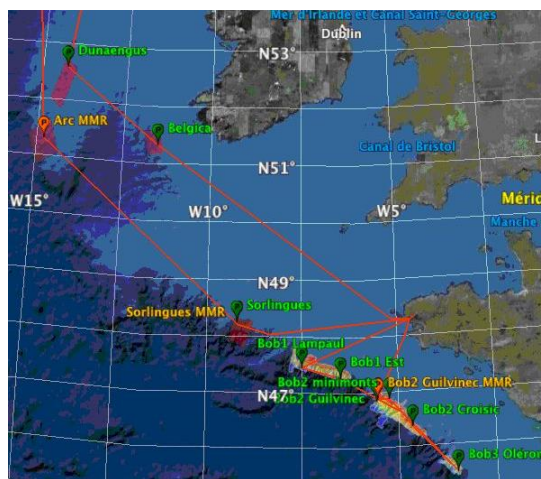 Mer d'Irlande et Canal Saint-Georges
Dunaengus
N53°
Dublin
Arc MMR
Belgica
Canal de Bristol
N51°
W15°
W10°
W5°
Mérid
Manche
N49°
Sorlingues
Sorlingues MMR
Bob1 Lampaul
Bob1 Est
Bob2 minimonts
Bob2 Guilvinec MMR
N47°
Bob2 Guilvinec
Bob2 Croisic
Bob3 Oléron